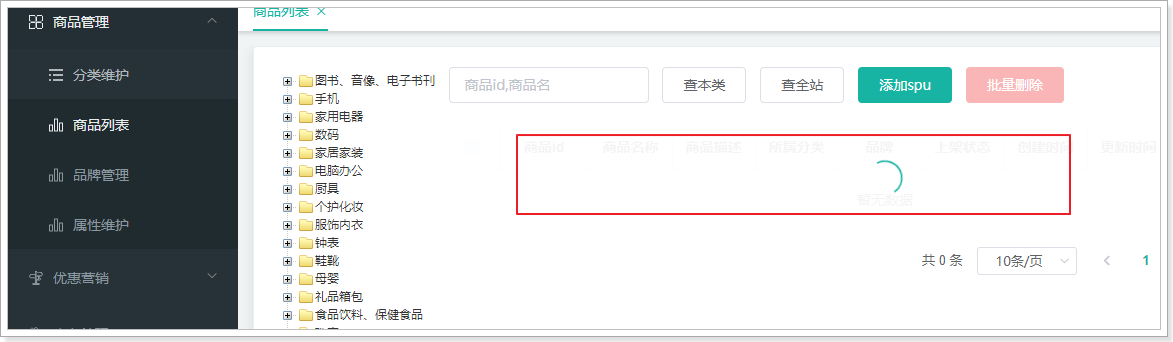 商品管理
分类维护
商品列表
品牌管理
属性维护
优惠营销
商品列表 ×
图书、音像、电子书刊
手机
家用电器
数码
家居家装
电脑办公
厨具
个护化妆
服饰内衣
钟表
鞋靴
母婴
礼品箱包
食品饮料、保健食品
商品id,商品名
查本类
查全站
添加spu
批量删除
商品id 商品名称 商品描述 所属分类 品牌 上架状态 创建时间 更新时间
暂无数据
共 0 条
10条/页
1